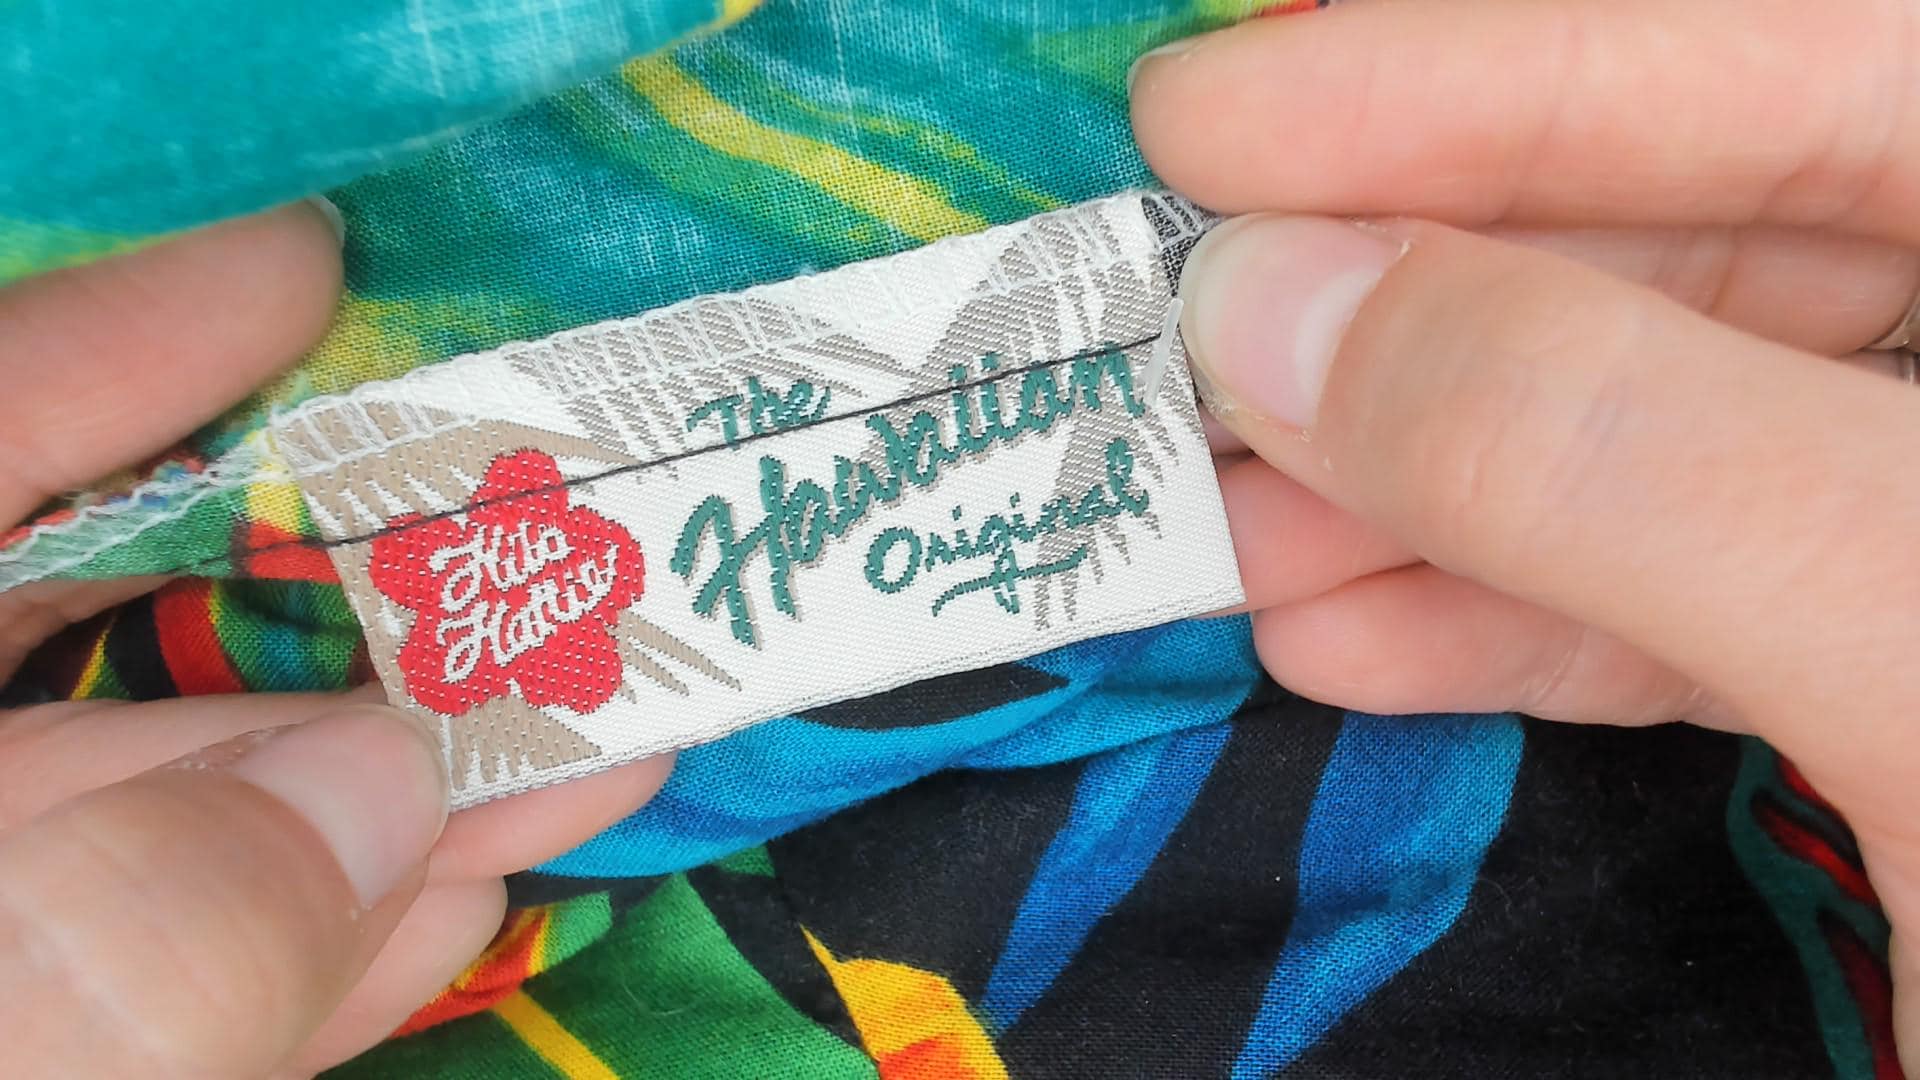 Hilo
Hattie
The
Hawaiian
Original